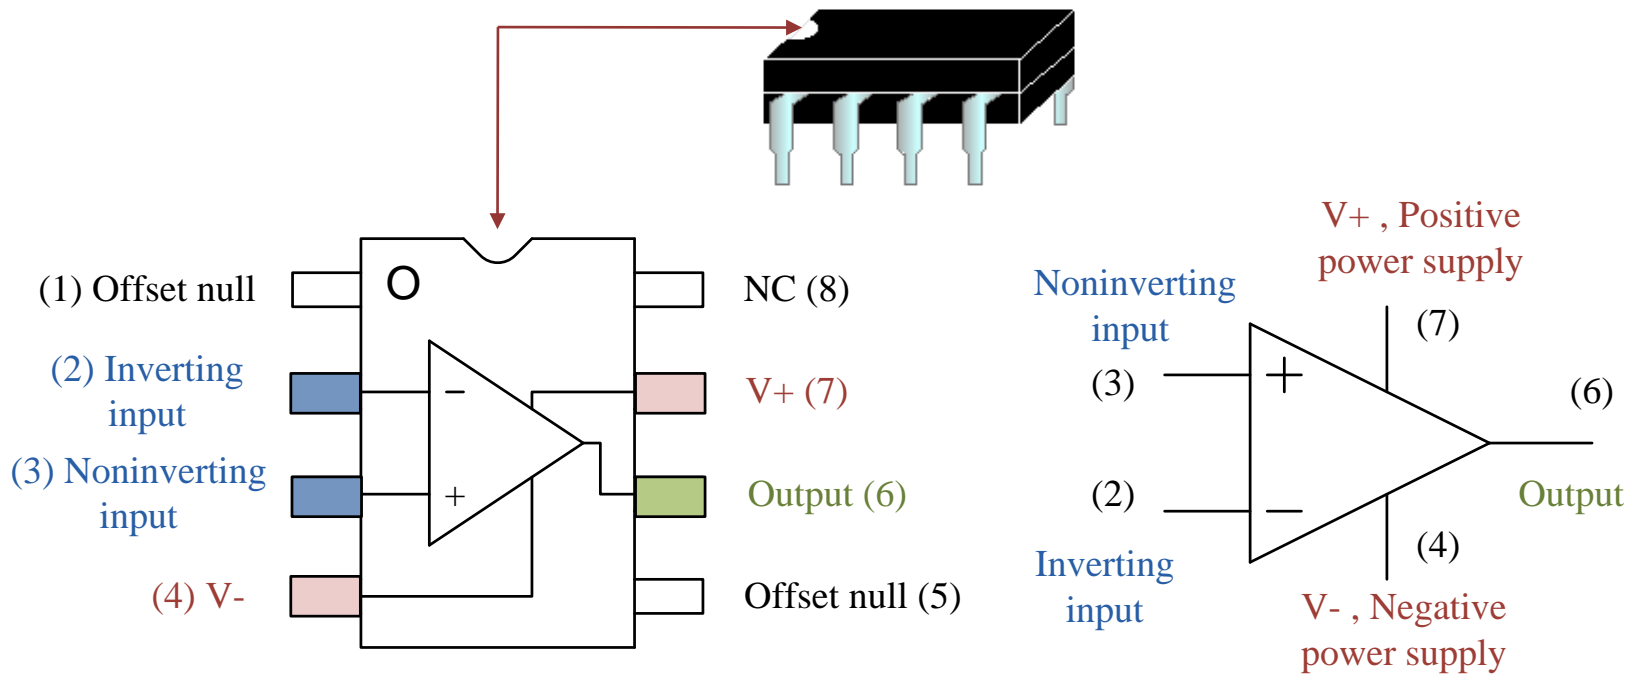 O
(1) Offset null
NC (8)
(2) Inverting
input
−
V+ (7)
(3) Noninverting
input
+
Output (6)
(4) V-
Offset null (5)
V+ , Positive
power supply
Noninverting
input
(7)
(3)
+
(6)
(2)
−
Output
(4)
Inverting
input
V- , Negative
power supply